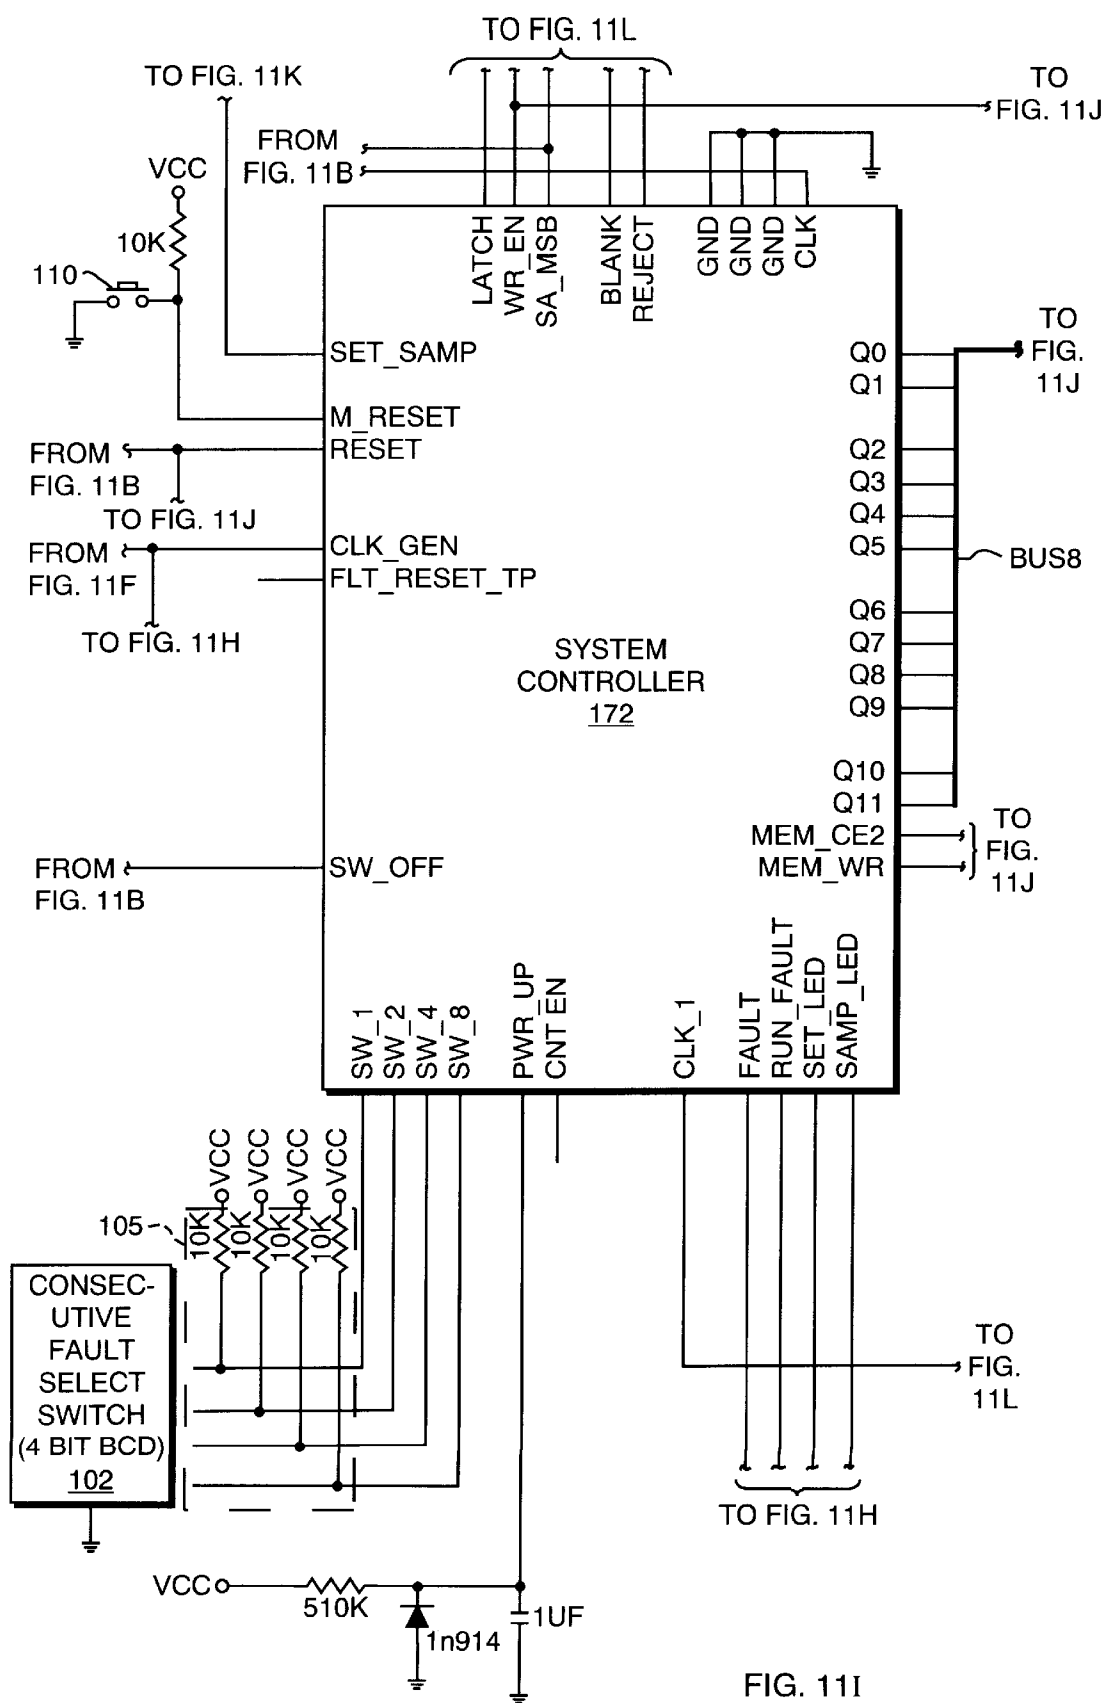 TO FIG. 11L
TO FIG. 11K
TO
FIG. 11J
FROM
FIG. 11B
VCC
10K
110
LATCH
WR_EN
SA_MSB
BLANK
REJECT
GND
GND
GND
CLK
SET_SAMP
M_RESET
RESET
FROM
FIG. 11B
TO FIG. 11J
CLK_GEN
FROM
FIG. 11F
FLT_RESET_TP
TO FIG. 11H
Q0
Q1
Q2
Q3
Q4
Q5
Q6
Q7
Q8
Q9
Q10
Q11
TO
FIG.
11J
BUS8
SYSTEM
CONTROLLER
172
MEM_CE2
MEM_WR
TO
FIG.
11J
FROM
FIG. 11B
SW_OFF
SW_1
SW_2
SW_4
SW_8
PWR_UP
CNT EN
CLK_1
FAULT
RUN_FAULT
SET_LED
SAMP_LED
VCC
VCC
VCC
VCC
105
10K
10K
10K
10K
CONSEC-
UTIVE
FAULT
SELECT
SWITCH
(4 BIT BCD)
102
TO
FIG.
11L
TO FIG. 11H
VCC
510K
1n914
1UF
FIG. 11I